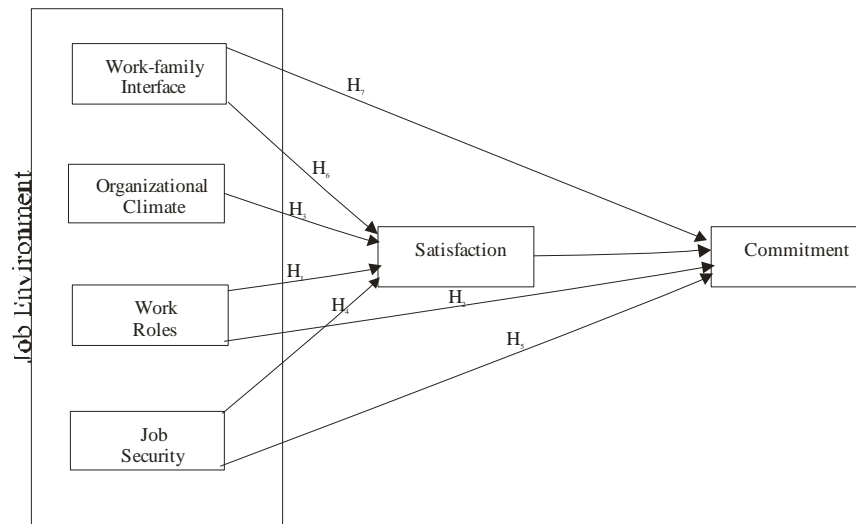 Job Environment
Work-family
Interface
H₇
H₆
Organizational
Climate
H₃
Satisfaction
Commitment
H₁
Work
Roles
H₄
H₂
H₅
Job
Security